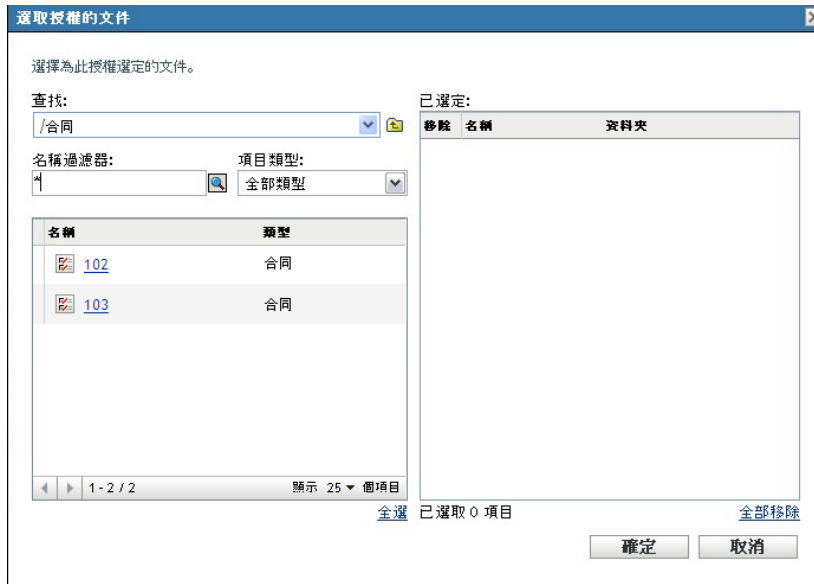 選取授權的文件
選擇為此授權選定的文件。
查找:
/合同
名稱過濾器:
項目類型:
*
全部類型
名稱
類型
102
合同
103
合同
1 - 2 / 2
顯示 25 個項目
全選
已選定:
移除 名稱 資料夾
已選取 0 項目
全部移除
確定
取消